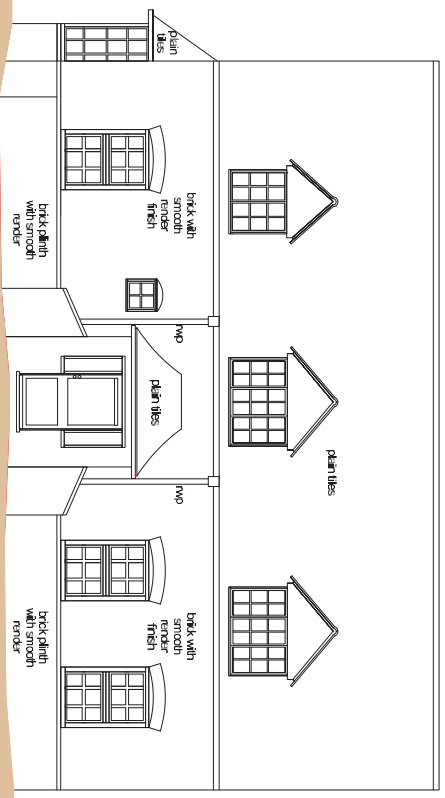 plain tiles
plain
tiles
brick with
smooth
render
finish
rwp
rwp
brick with
smooth
render
finish
plain tiles
brick plinth
with smooth
render
brick plinth
with smooth
render